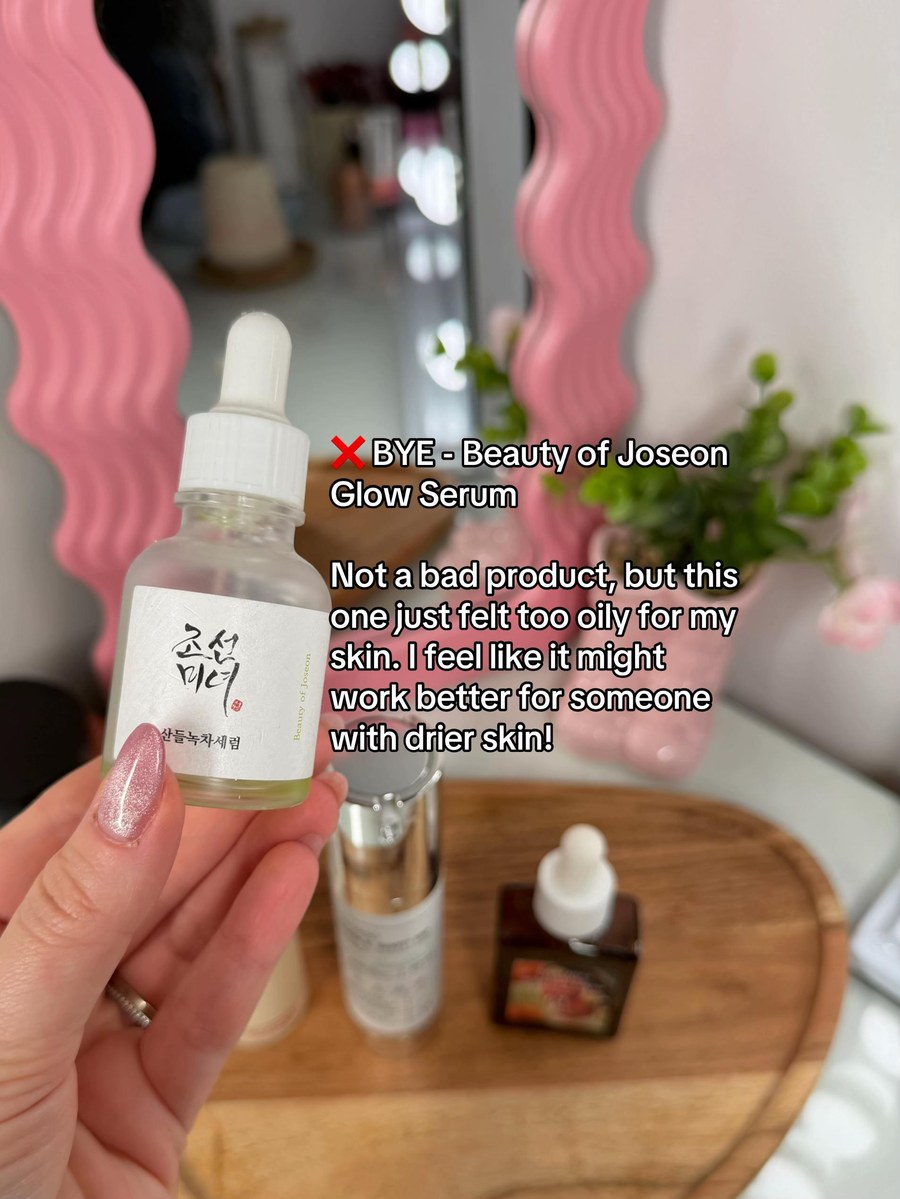 ❌ BYE - Beauty of Joseon
Glow Serum
Not a bad product, but this
one just felt too oily for my
skin. I feel like it might
work better for someone
with drier skin!
조선
미녀
Beauty of Joseon
산들녹차세럼